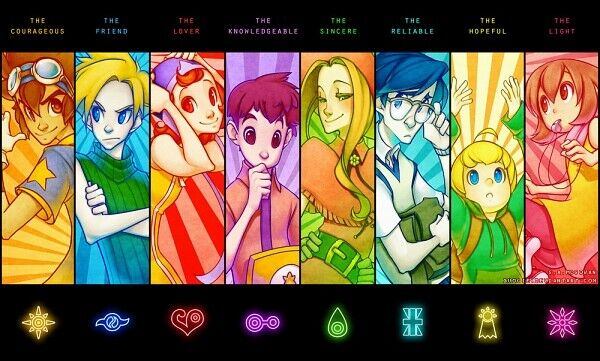 THE COURAGEOUS
THE FRIEND
THE LOVER
THE KNOWLEDGEABLE
THE SINCERE
THE RELIABLE
THE HOPEFUL
THE LIGHT